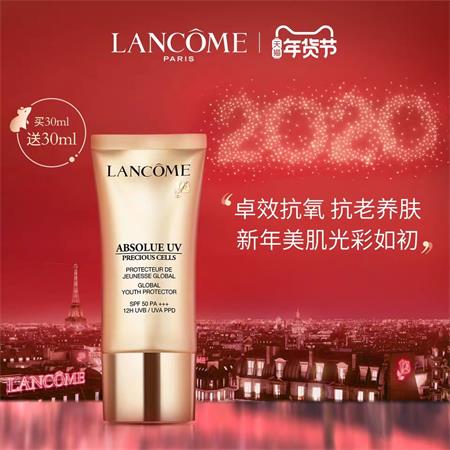 LANCÔME
PARIS
天猫
年货节
买30ml
送30ml
2020
LANCÔME
ABSOLUE UV
PRECIOUS CELLS
PROTECTEUR DE
JEUNESSE GLOBAL
GLOBAL
YOUTH PROTECTOR
SPF 50 PA +++
12H UVB / UVA PPD
“卓效抗氧 抗老养肤
新年美肌光彩如初”
LANCÔME